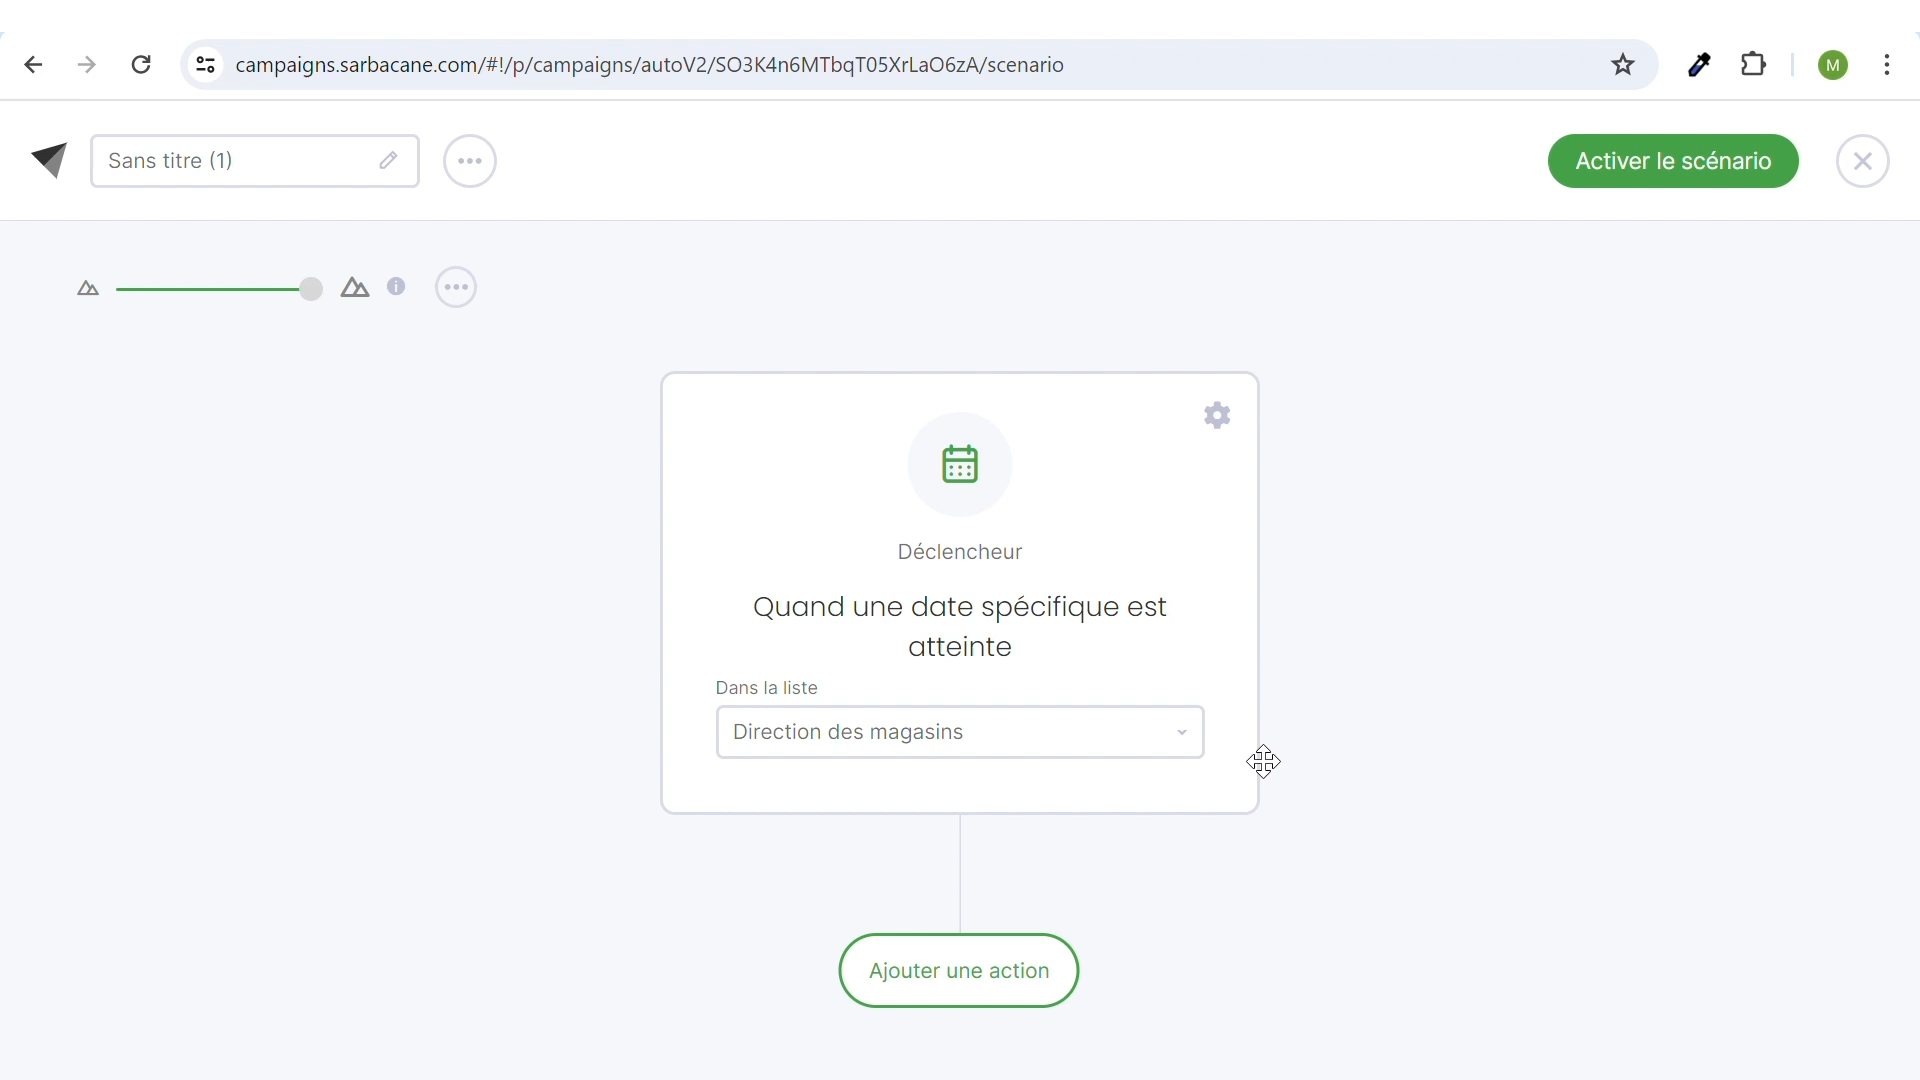 campaigns.sarbacane.com/#!/p/campaigns/autoV2/SO3K4n6MTbqT05XrLaO6zA/scenario
M
Sans titre (1)
Activer le scénario
Déclencheur
Quand une date spécifique est
atteinte
Dans la liste
Direction des magasins
Ajouter une action